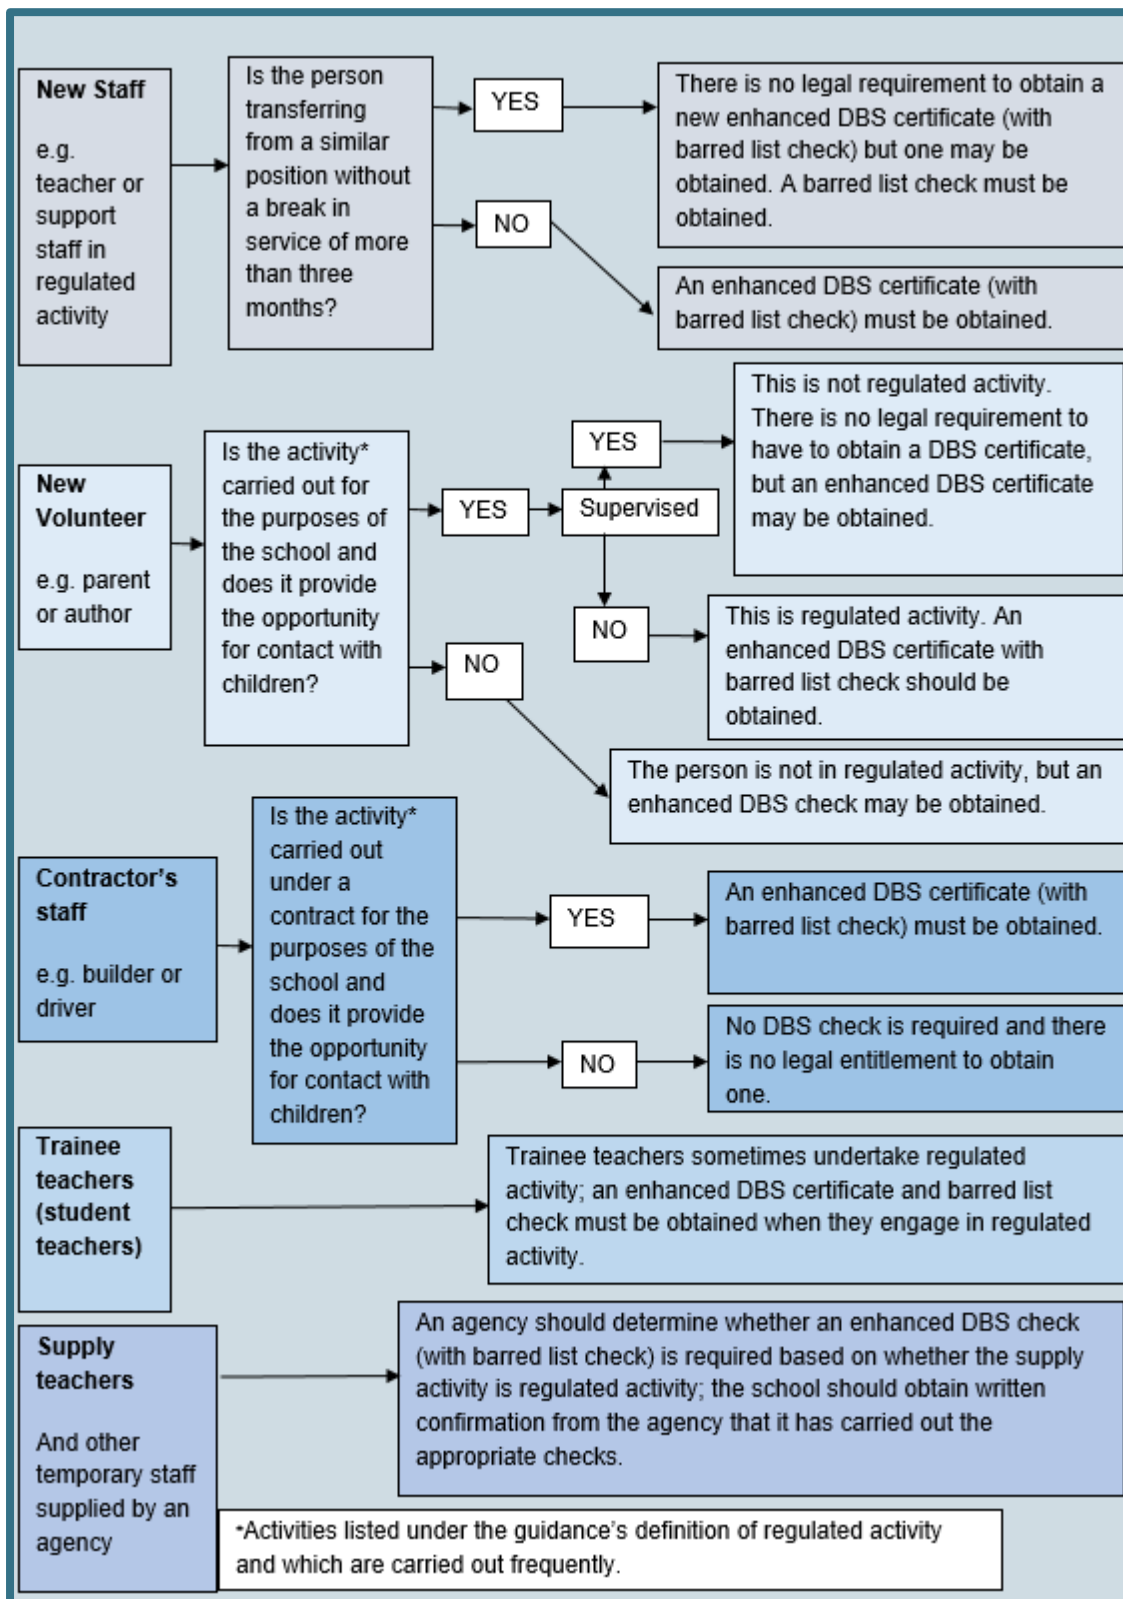 New Staff
e.g.
teacher or
support
staff in
regulated
activity
Is the person
transferring
from a similar
position without
a break in
service of more
than three
months?
YES
There is no legal requirement to obtain a
new enhanced DBS certificate (with
barred list check) but one may be
obtained. A barred list check must be
obtained.
NO
An enhanced DBS certificate (with
barred list check) must be obtained.
New
Volunteer
e.g. parent
or author
Is the activity*
carried out for
the purposes of
the school and
does it provide
the opportunity
for contact with
children?
YES
Supervised
YES
This is not regulated activity.
There is no legal requirement to
have to obtain a DBS certificate,
but an enhanced DBS certificate
may be obtained.
NO
This is regulated activity. An
enhanced DBS certificate with
barred list check should be
obtained.
NO
The person is not in regulated activity, but an
enhanced DBS check may be obtained.
Contractor's
staff
e.g. builder or
driver
Is the activity*
carried out
under a
contract for the
purposes of the
school and
does it provide
the opportunity
for contact with
children?
YES
An enhanced DBS certificate (with
barred list check) must be obtained.
NO
No DBS check is required and there
is no legal entitlement to obtain
one.
Trainee
teachers
(student
teachers)
Trainee teachers sometimes undertake regulated
activity; an enhanced DBS certificate and barred list
check must be obtained when they engage in regulated
activity.
Supply
teachers
And other
temporary staff
supplied by an
agency
An agency should determine whether an enhanced DBS check
(with barred list check) is required based on whether the supply
activity is regulated activity; the school should obtain written
confirmation from the agency that it has carried out the
appropriate checks.
*Activities listed under the guidance's definition of regulated activity
and which are carried out frequently.